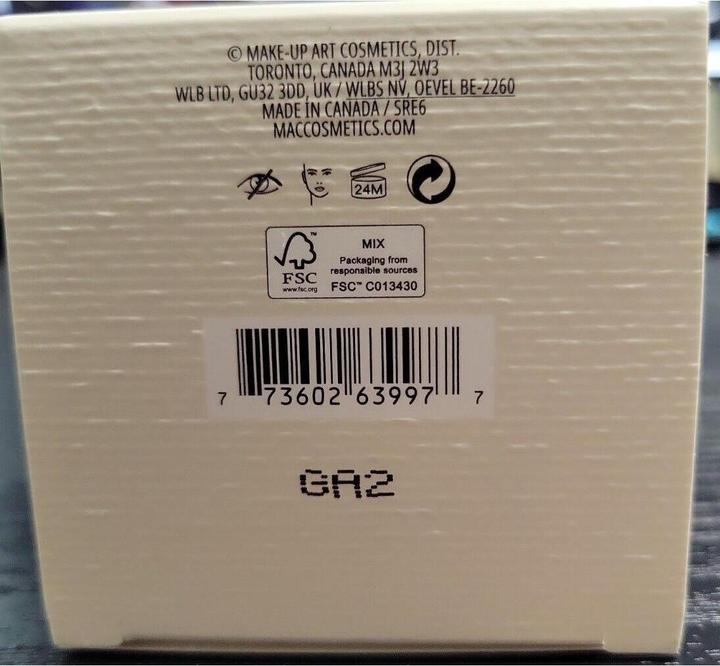 © MAKE-UP ART COSMETICS, DIST.
TORONTO, CANADA M3J 2W3
WLB LTD, GU32 3DD, UK / WLBS NV, OEVEL BE-2260
MADE IN CANADA / SRE6
MACCOSMETICS.COM
24M
FSC™
www.fsc.org
MIX
Packaging from
responsible sources
FSC™ C013430
7 73602 63997 7
GA2